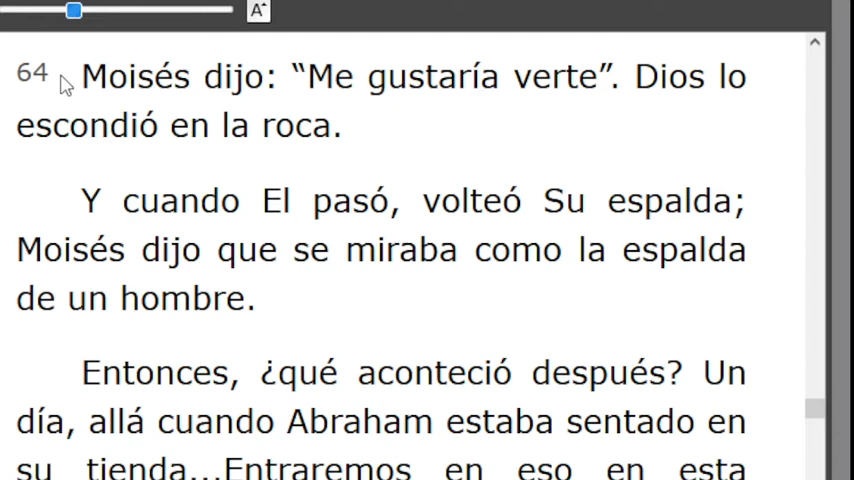 A
64 Moisés dijo: “Me gustaría verte”. Dios lo
escondió en la roca.
Y cuando El pasó, volteó Su espalda;
Moisés dijo que se miraba como la espalda
de un hombre.
Entonces, ¿qué aconteció después? Un
día, allá cuando Abraham estaba sentado en
su tienda...Entraremos en eso en esta